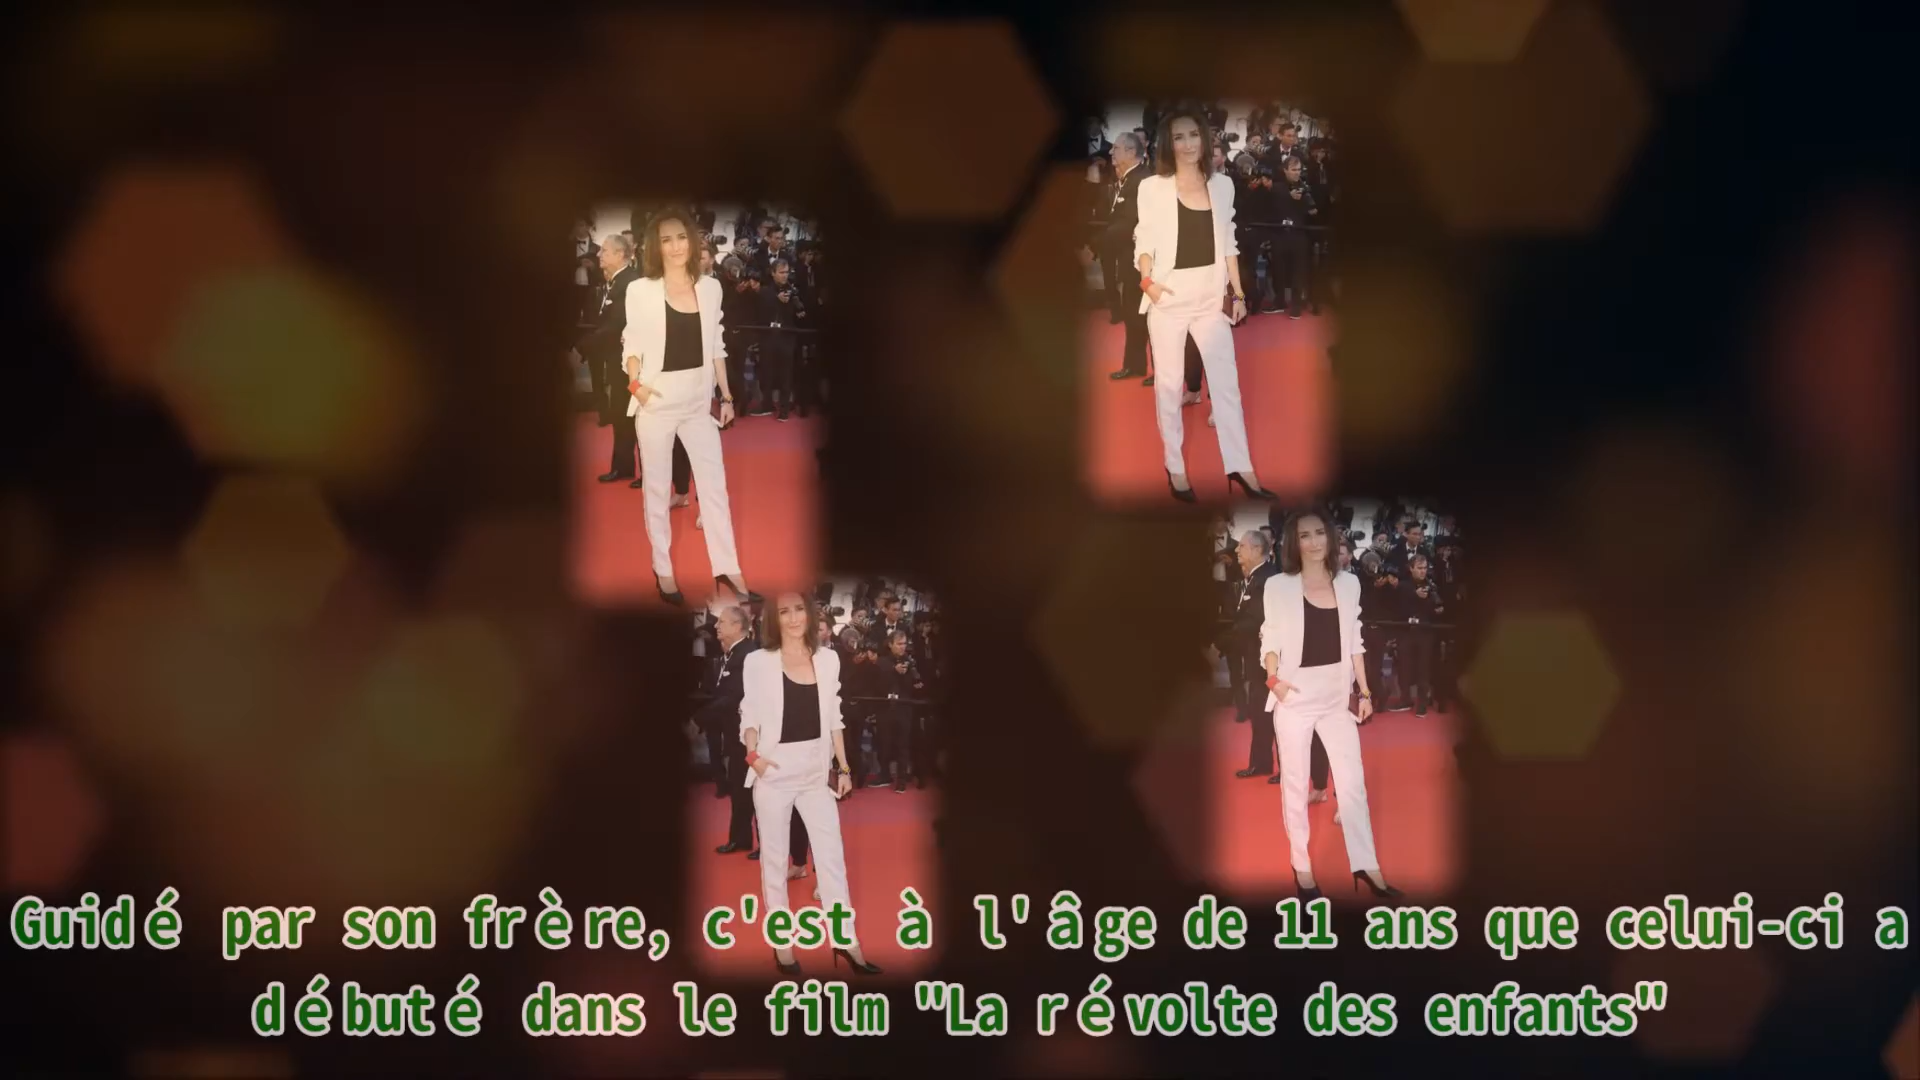 Guidé par son frère, c'est à l'âge de 11 ans que celui-ci a
débuté dans le film "La révolte des enfants"